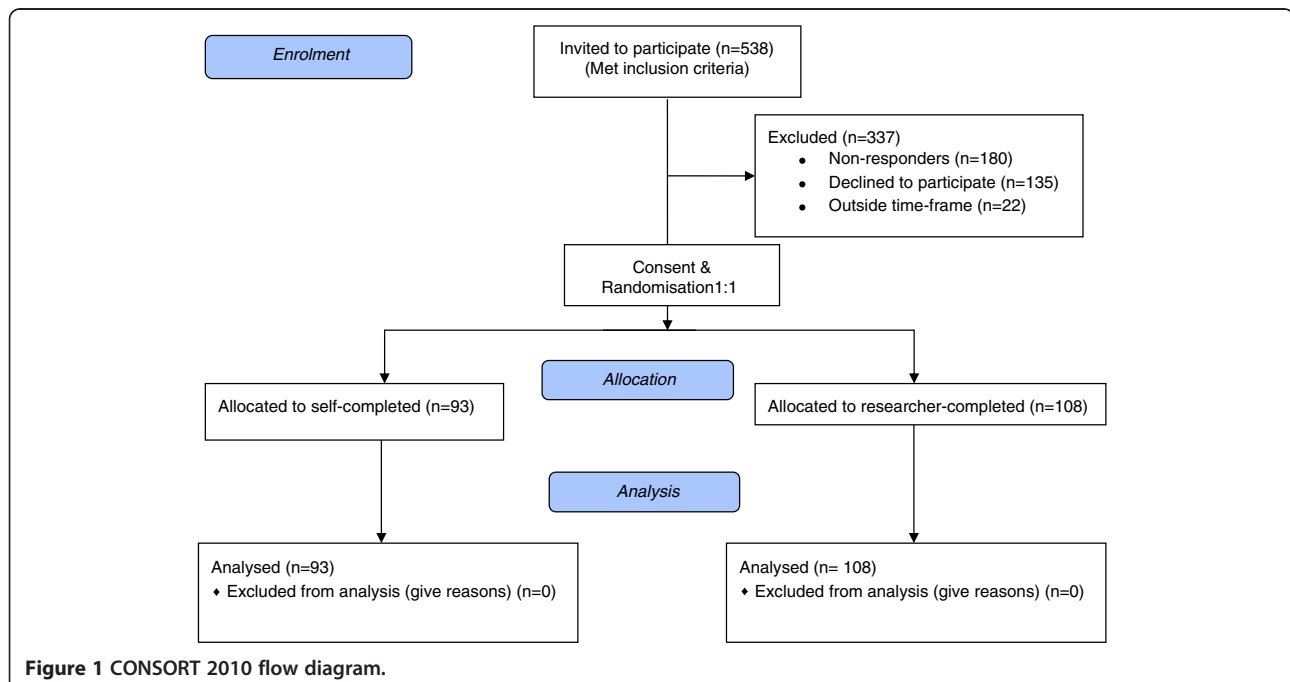 Enrolment
Invited to participate (n=538)
(Met inclusion criteria)
Excluded (n=337)
• Non-responders (n=180)
• Declined to participate (n=135)
• Outside time-frame (n=22)
Consent &
Randomisation1:1
Allocation
Allocated to self-completed (n=93)
Allocated to researcher-completed (n=108)
Analysis
Analysed (n=93)
♦ Excluded from analysis (give reasons) (n=0)
Analysed (n= 108)
♦ Excluded from analysis (give reasons) (n=0)
Figure 1 CONSORT 2010 flow diagram.